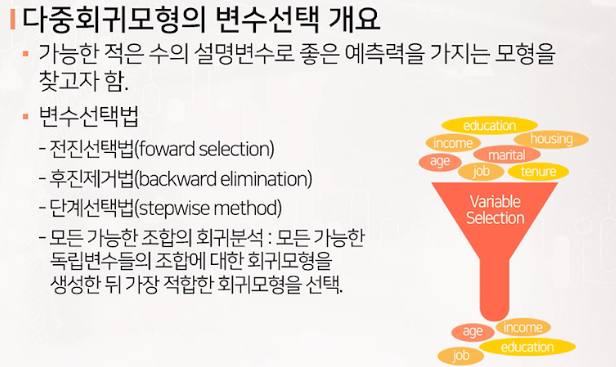 다중회귀모형의 변수선택 개요
가능한 적은 수의 설명변수로 좋은 예측력을 가지는 모형을
찾고자 함.
변수선택법
- 전진선택법(foward selection)
- 후진제거법(backward elimination)
- 단계선택법(stepwise method)
- 모든 가능한 조합의 회귀분석 : 모든 가능한
독립변수들의 조합에 대한 회귀모형을
생성한 뒤 가장 적합한 회귀모형을 선택.
education
income
housing
age
marital
job
tenure
Variable
Selection
age
income
job
education